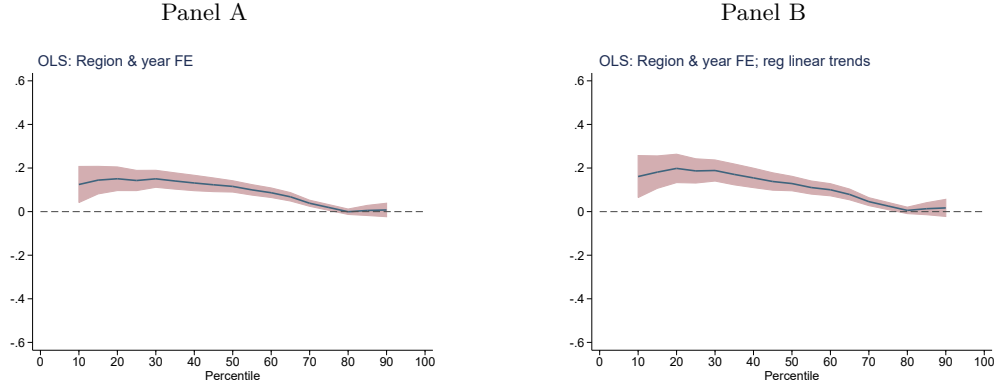 Panel A
Panel B
OLS: Region & year FE
.6
.4
.2
0
-.2
-.4
-.6
0 10 20 30 40 50 60 70 80 90 100
Percentile
OLS: Region & year FE; reg linear trends
.6
.4
.2
0
-.2
-.4
-.6
0 10 20 30 40 50 60 70 80 90 100
Percentile